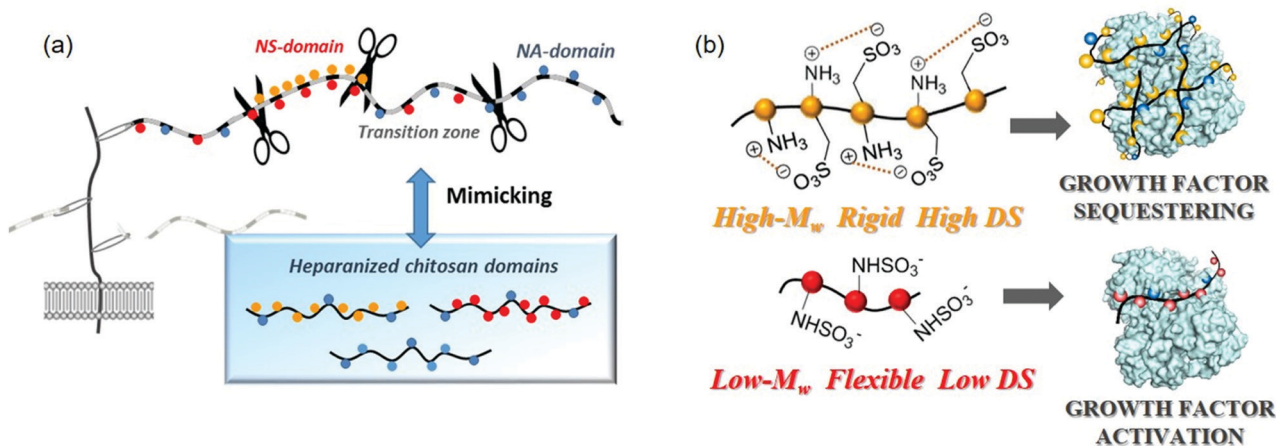 (a)
NS-domain
NA-domain
Transition zone
Mimicking
Heparanized chitosan domains
(b)
SO₃
SO₃
NH₃
NH₃
NH₃
NH₃
O₃S
O₃S
+
−
+
−
+
−
+
−
High-Mw Rigid High DS
GROWTH FACTOR
SEQUESTERING
NHSO₃⁻
NHSO₃⁻
NHSO₃⁻
Low-Mw Flexible Low DS
GROWTH FACTOR
ACTIVATION